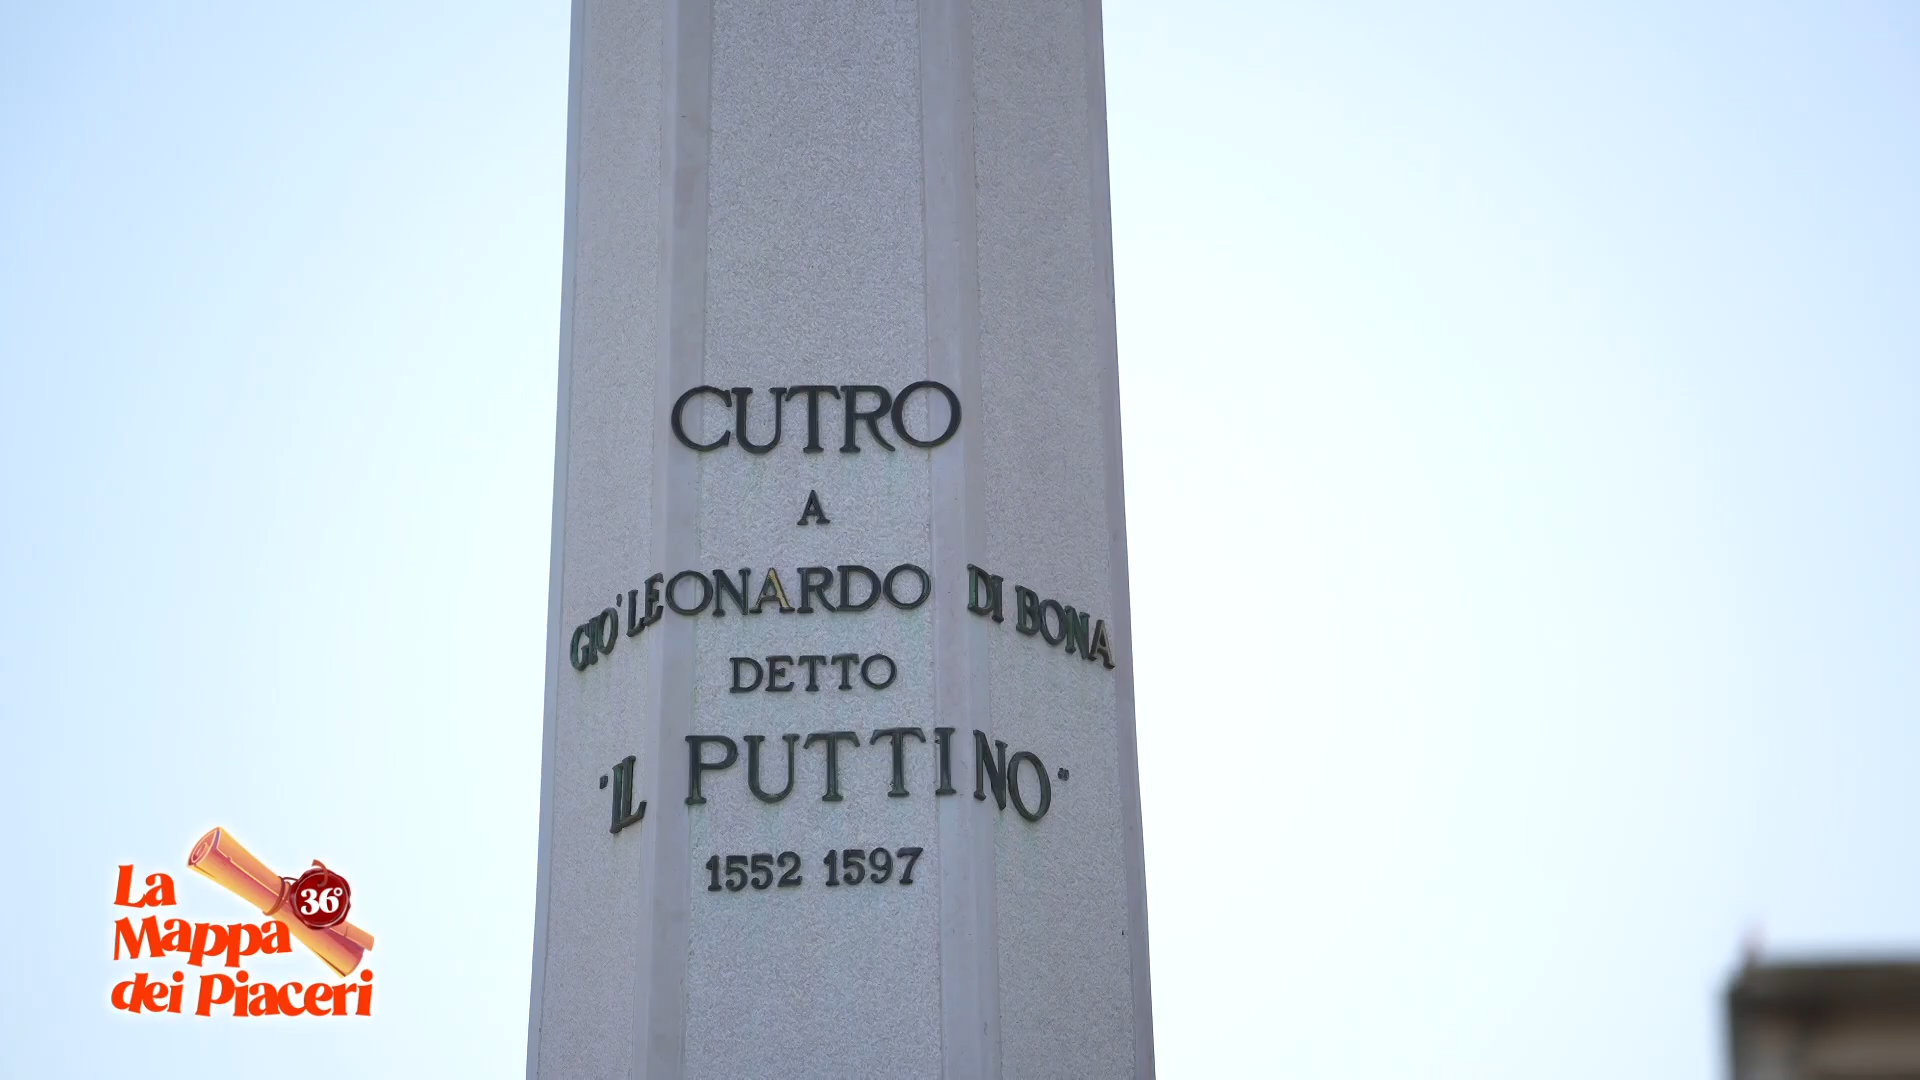 CUTRO
A
GIO' LEONARDO DI BONA
DETTO
"IL PUTTINO"
1552 1597
La
Mappa
dei Piaceri
36°